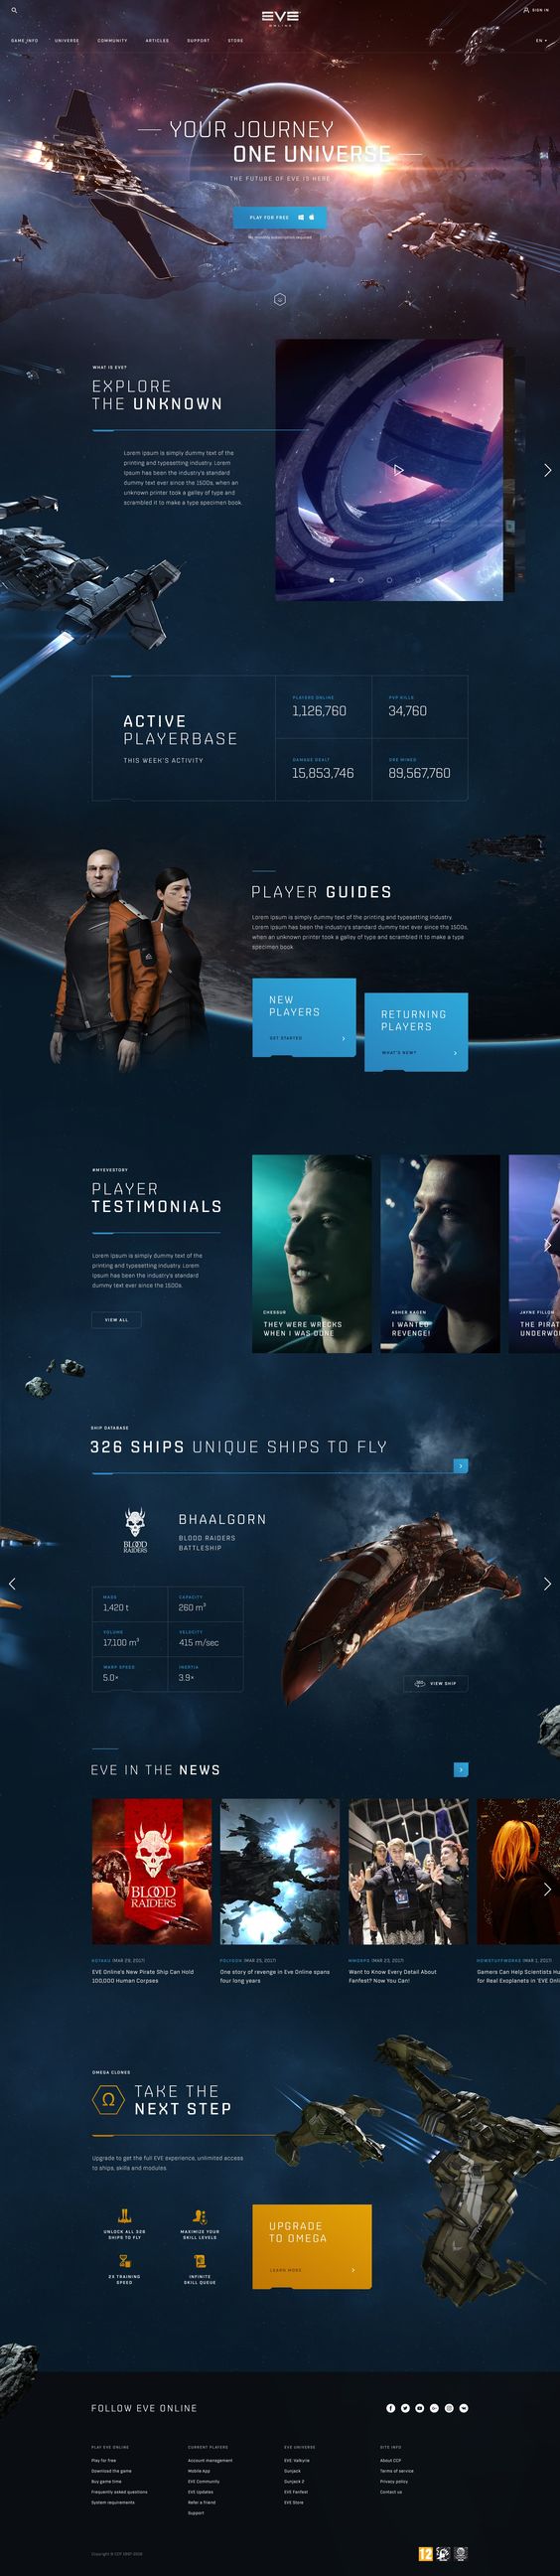 EVE
ONLINE
SIGN IN
GAME INFO
UNIVERSE
COMMUNITY
ARTICLES
SUPPORT
STORE
EN
YOUR JOURNEY
ONE UNIVERSE
THE FUTURE OF EVE IS HERE
PLAY FOR FREE
WHAT IS EVE?
EXPLORE
THE UNKNOWN
Lorem Ipsum is simply dummy text of the
printing and typesetting industry. Lorem
Ipsum has been the industry's standard
dummy text ever since the 1500s, when an
unknown printer took a galley of type and
scrambled it to make a type specimen book.
ACTIVE
PLAYERBASE
THIS WEEK'S ACTIVITY
PLAYERS ONLINE
1,126,760
PVP KILLS
34,760
DAMAGE DEALT
15,853,746
ORE MINED
89,567,760
PLAYER GUIDES
Lorem Ipsum is simply dummy text of the printing and typesetting industry.
Lorem Ipsum has been the industry's standard dummy text ever since the 1500s,
when an unknown printer took a galley of type and scrambled it to make a type
specimen book.
NEW
PLAYERS
GET STARTED
RETURNING
PLAYERS
WHAT'S NEW?
#MYEVESTORY
PLAYER
TESTIMONIALS
Lorem Ipsum is simply dummy text of the
printing and typesetting industry. Lorem
Ipsum has been the industry's standard
dummy text ever since the 1500s.
VIEW ALL
CHESSUR
THEY WERE WRECKS
WHEN I WAS DONE
ASHER
I WANTED
REVENGE!
JAYNE FILLON
THE PIRAT
UNDERWO
SHIP DATABASE
326 SHIPS UNIQUE SHIPS TO FLY
BLOOD
RAIDERS
BHAALGORN
BLOOD RAIDERS
BATTLESHIP
MASS
1,420 t
CAPACITY
260 m³
VOLUME
17,100 m³
VELOCITY
415 m/sec
WARP SPEED
5.0×
INERTIA
3.9×
VIEW SHIP
EVE IN THE NEWS
BLOOD
RAIDERS
KOTAKU (MAR 29, 2017)
EVE Online's New Pirate Ship Can Hold
100,000 Human Corpses
POLYGON (MAR 25, 2017)
One story of revenge in Eve Online spans
four long years
MMORPG (MAR 23, 2017)
Want to Know Every Detail About
Fanfest? Now You Can!
HOWSTUFFWORKS (MAR 1, 2017)
Gamers Can Help Scientists Hu
for Real Exoplanets in 'EVE Onli
OMEGA CLONES
Ω
TAKE THE
NEXT STEP
Upgrade to get the full EVE experience, unlimited access
to ships, skills and modules.
UNLOCK ALL 326
SHIPS TO FLY
MAXIMIZE YOUR
SKILL LEVELS
2X TRAINING
SPEED
INFINITE
SKILL QUEUE
UPGRADE
TO OMEGA
LEARN MORE
FOLLOW EVE ONLINE
PLAY EVE ONLINE
Play for free
Download the game
Buy game time
Frequently asked questions
System requirements
CURRENT PLAYERS
Account management
Mobile App
EVE Community
EVE Updates
Refer a friend
Support
EVE UNIVERSE
EVE: Valkyrie
Gunjack
Gunjack 2
EVE Fanfest
EVE Store
SITE INFO
About CCP
Terms of service
Privacy policy
Contact us
12